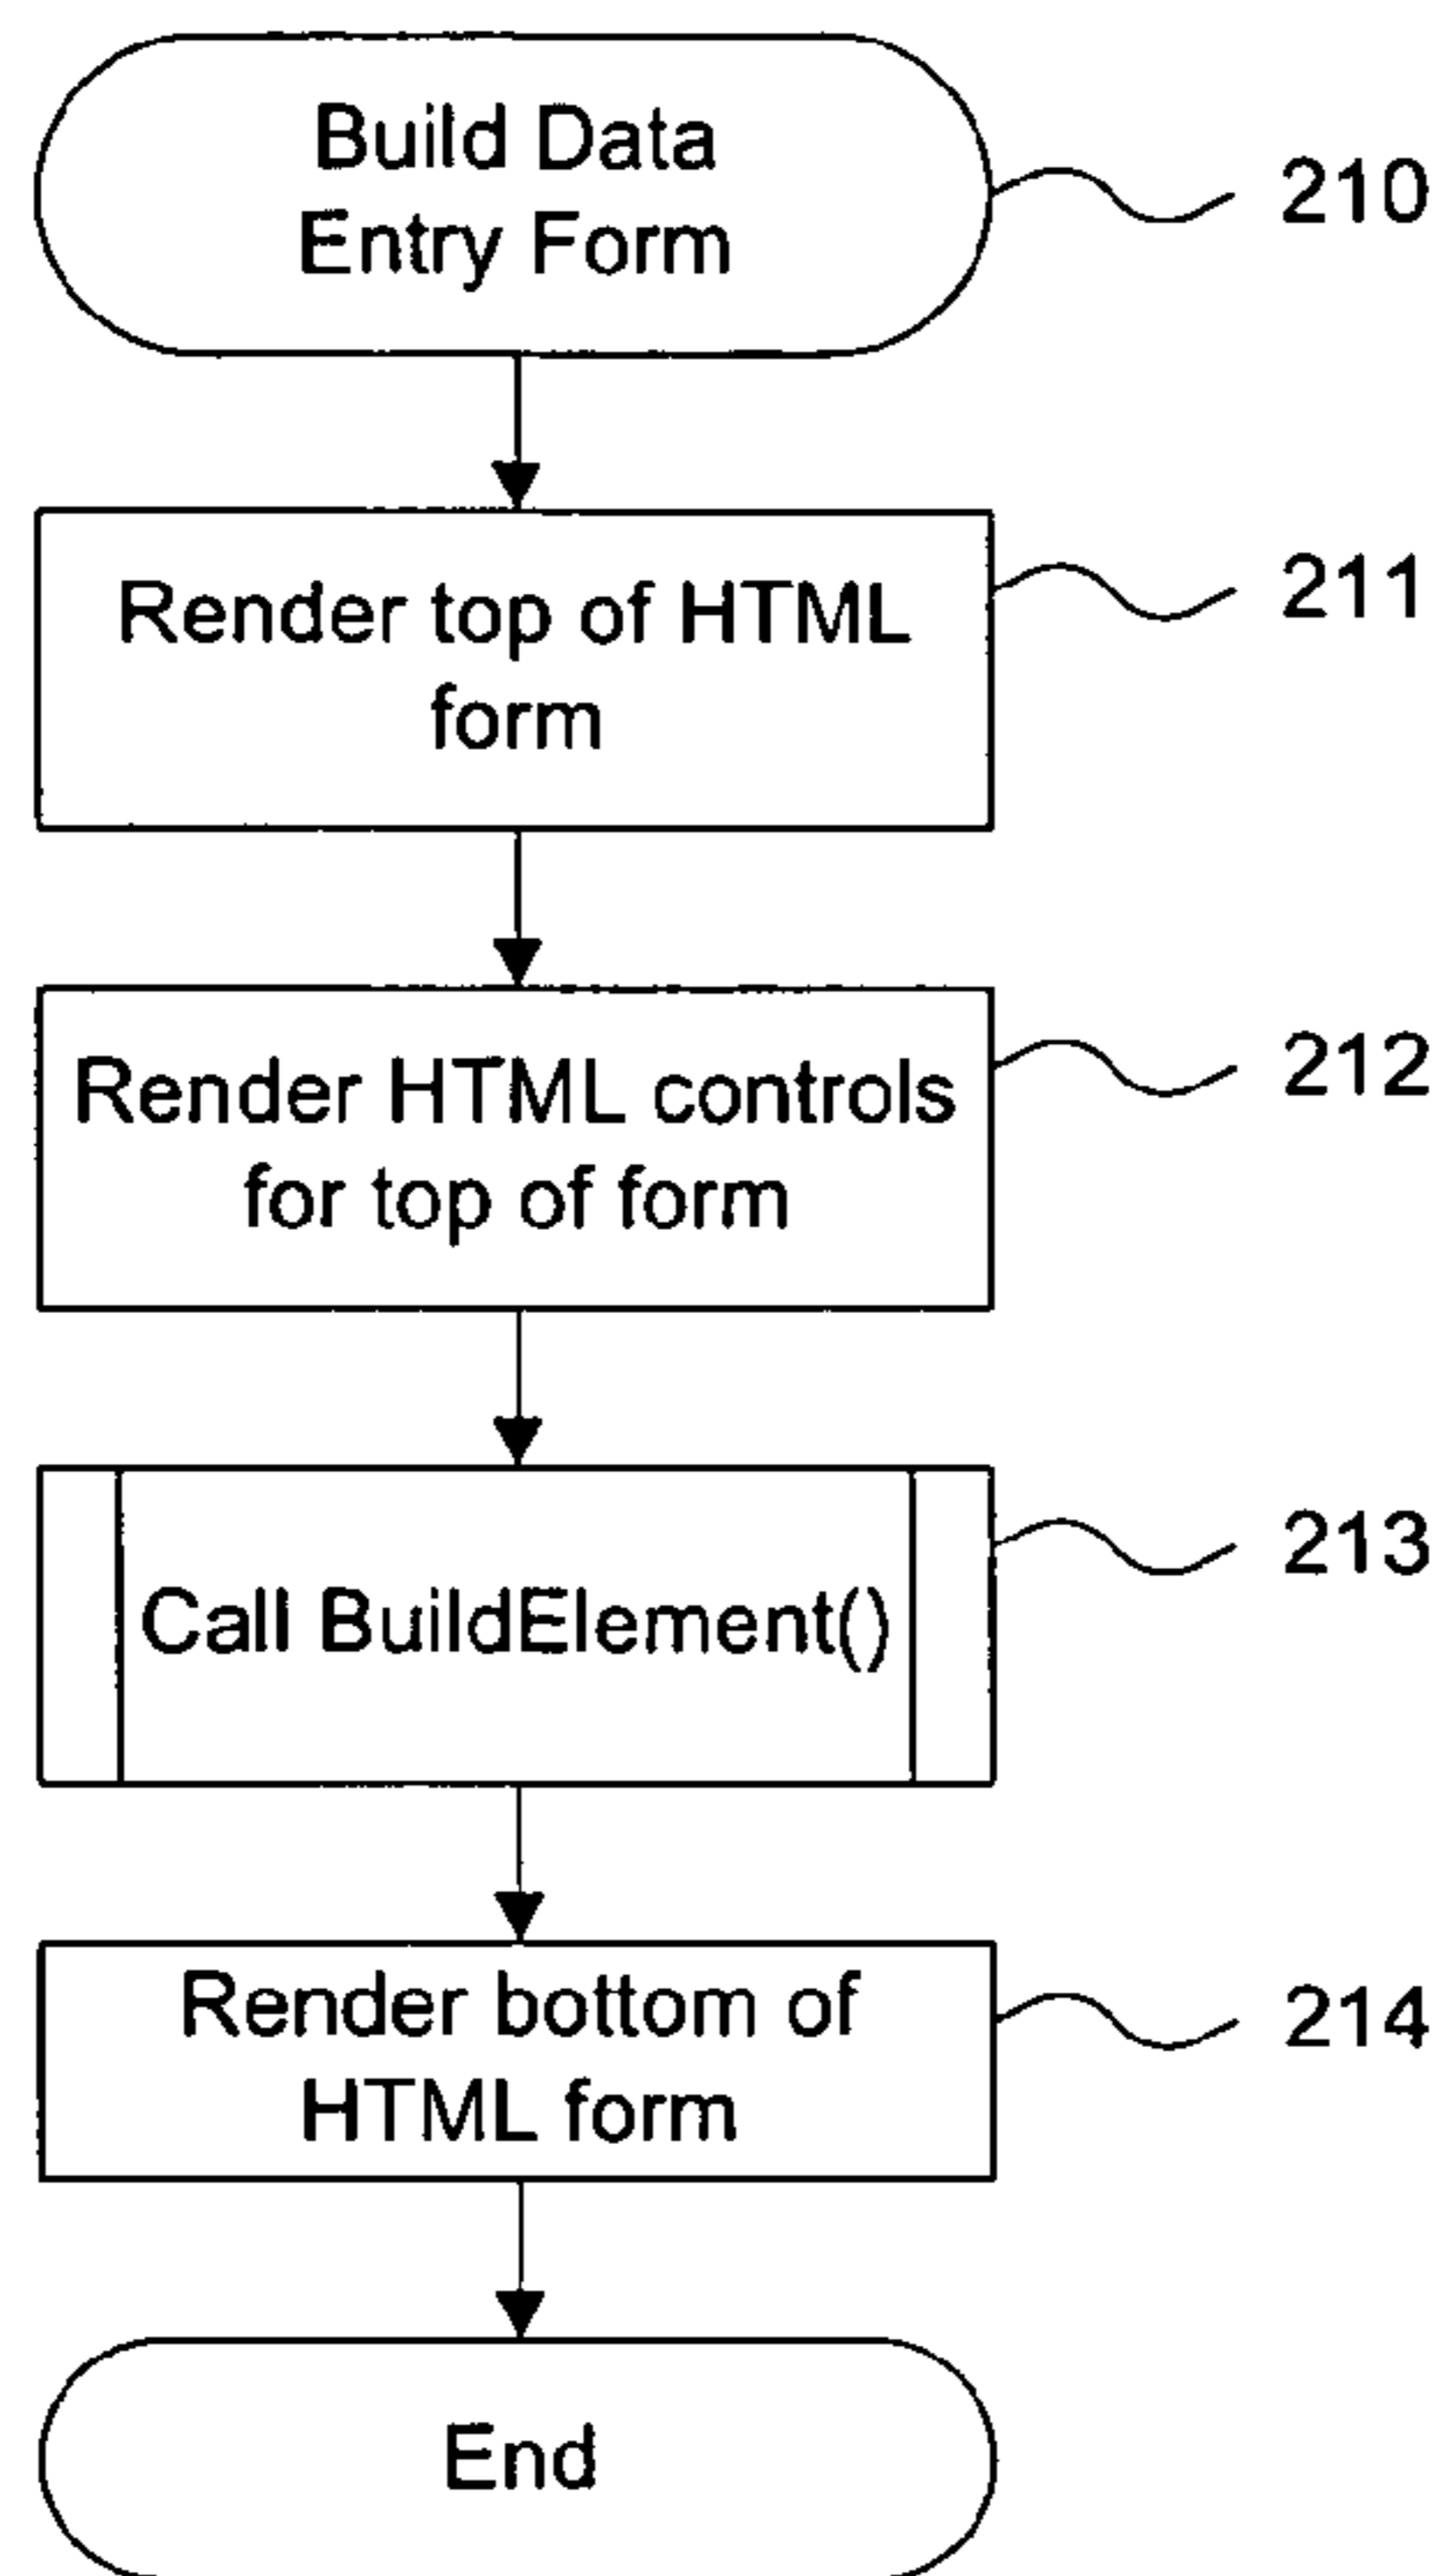 Build Data
Entry Form
210
Render top of HTML
form
211
Render HTML controls
for top of form
212
Call BuildElement()
213
Render bottom of
HTML form
214
End